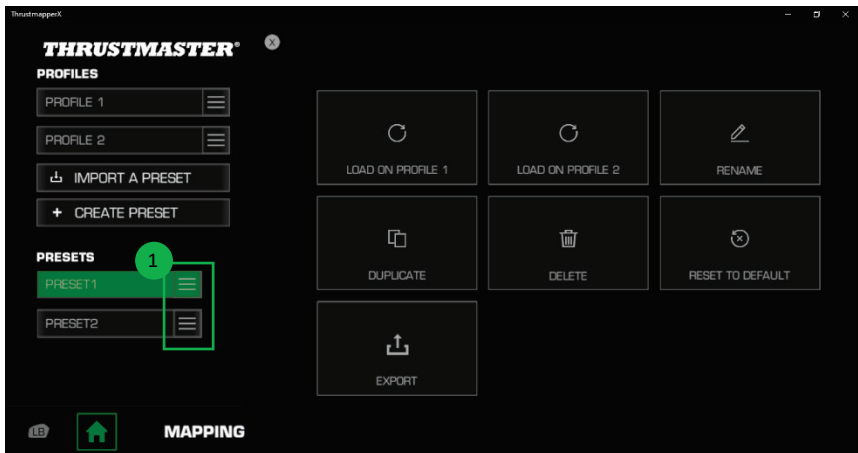 ThrustmapperX
THRUSTMASTER®
X
PROFILES
PROFILE 1
PROFILE 2
IMPORT A PRESET
+ CREATE PRESET
PRESETS
1
PRESET1
PRESET2
LOAD ON PROFILE 1
LOAD ON PROFILE 2
RENAME
DUPLICATE
DELETE
RESET TO DEFAULT
EXPORT
LB
MAPPING